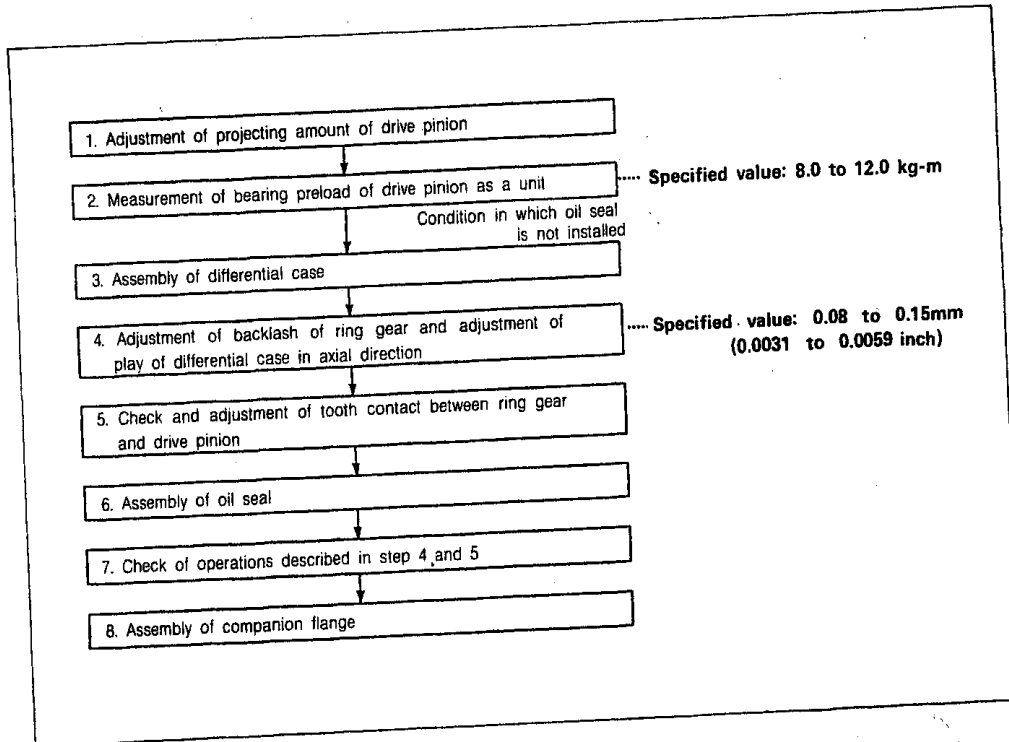 1. Adjustment of projecting amount of drive pinion
2. Measurement of bearing preload of drive pinion as a unit
..... Specified value: 8.0 to 12.0 kg-m
Condition in which oil seal
is not installed
3. Assembly of differential case
4. Adjustment of backlash of ring gear and adjustment of
play of differential case in axial direction
..... Specified value: 0.08 to 0.15mm
(0.0031 to 0.0059 inch)
5. Check and adjustment of tooth contact between ring gear
and drive pinion
6. Assembly of oil seal
7. Check of operations described in step 4 and 5
8. Assembly of companion flange